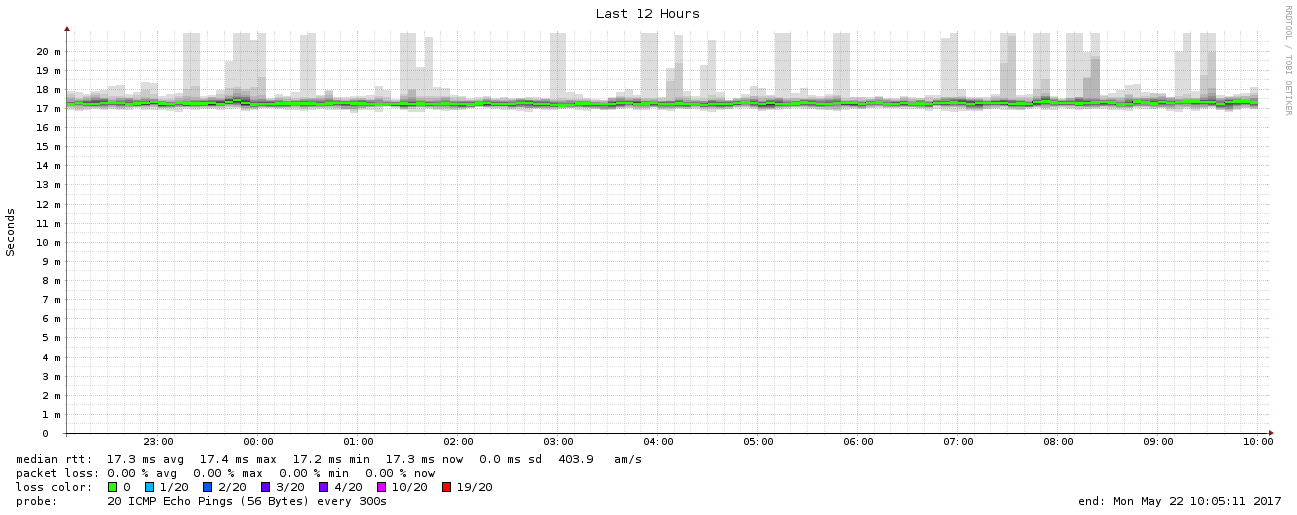 Last 12 Hours
RRDTOOL / TOBI OETIKER
Seconds
20 m
19 m
18 m
17 m
16 m
15 m
14 m
13 m
12 m
11 m
10 m
9 m
8 m
7 m
6 m
5 m
4 m
3 m
2 m
1 m
0
23:00 00:00 01:00 02:00 03:00 04:00 05:00 06:00 07:00 08:00 09:00 10:00
median rtt: 17.3 ms avg 17.4 ms max 17.2 ms min 17.3 ms now 0.0 ms sd 403.9 am/s
packet loss: 0.00 % avg 0.00 % max 0.00 % min 0.00 % now
loss color: 0 1/20 2/20 3/20 4/20 10/20 19/20
probe: 20 ICMP Echo Pings (56 Bytes) every 300s end: Mon May 22 10:05:11 2017